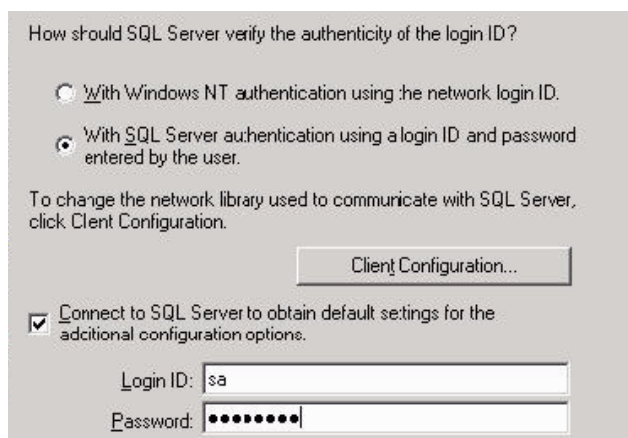 How should SQL Server verify the authenticity of the login ID?
With Windows NT authentication using the network login ID.
With SQL Server authentication using a login ID and password
entered by the user.
To change the network library used to communicate with SQL Server,
click Client Configuration.
Client Configuration...
Connect to SQL Server to obtain default settings for the
additional configuration options.
Login ID: sa
Password: ●●●●●●●●